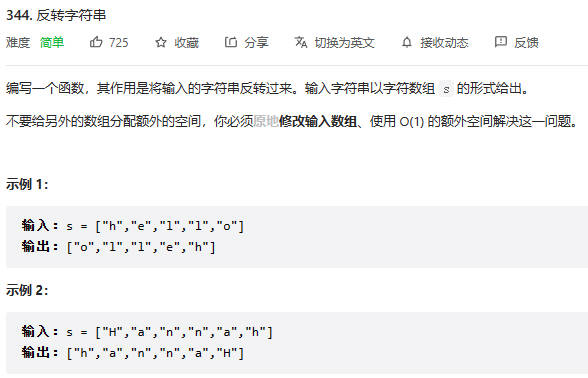 344. 反转字符串
难度 简单 725 收藏 分享 切换为英文 接收动态 反馈
编写一个函数，其作用是将输入的字符串反转过来。输入字符串以字符数组 s 的形式给出。
不要给另外的数组分配额外的空间，你必须原地修改输入数组、使用 O(1) 的额外空间解决这一问题。
示例 1：
输入：s = ["h","e","l","l","o"]
输出：["o","l","l","e","h"]
示例 2：
输入：s = ["H","a","n","n","a","h"]
输出：["h","a","n","n","a","H"]